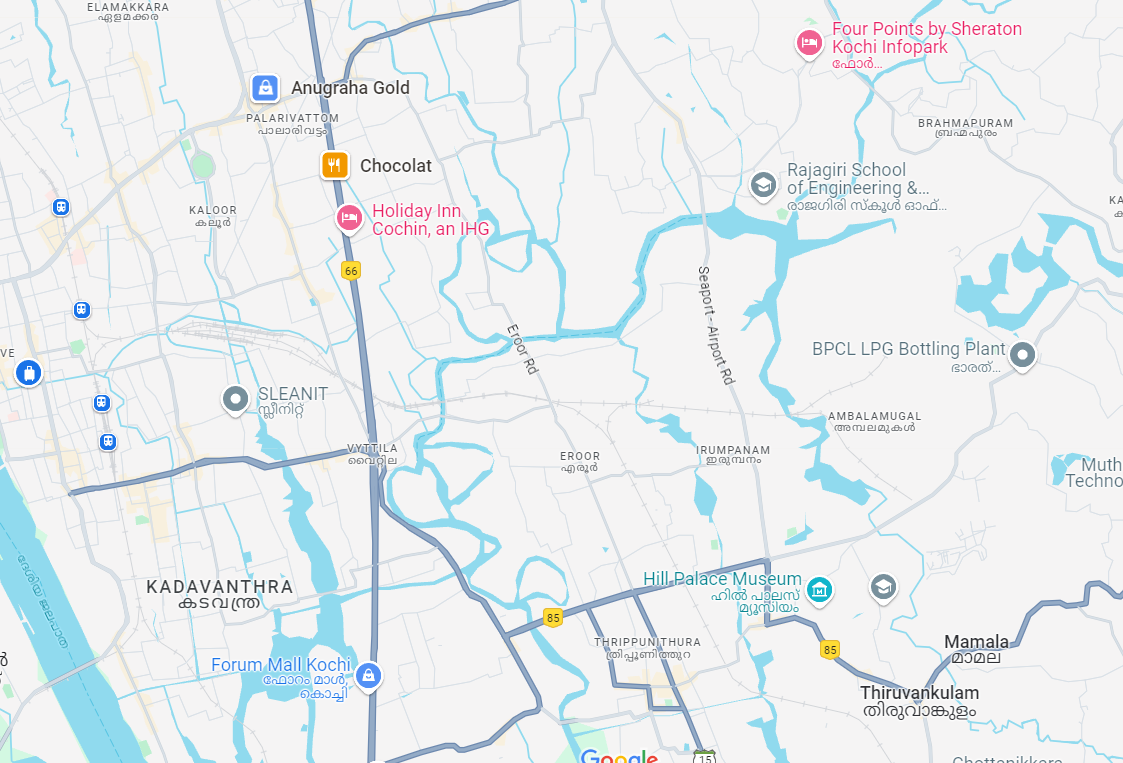 ELAMAKKARA
ഏളമക്കര
Four Points by Sheraton
Kochi Infopark
ഫോർ...
Anugraha Gold
PALARIVATTOM
പാലാരിവട്ടം
BRAHMAPURAM
ബ്രഹ്മപുരം
Chocolat
Rajagiri School
of Engineering &...
രാജഗിരി സ്കൂൾ ഓഫ്...
KALOOR
കലൂർ
Holiday Inn
Cochin, an IHG
66
Seaport - Airport Rd
Eroor Rd
BPCL LPG Bottling Plant
ഭാരത്...
SLEANIT
സ്ലീനിറ്റ്
AMBALAMUGAL
അമ്പലമുകൾ
VYTTILA
വൈറ്റില
EROOR
എരൂർ
IRUMPANAM
ഇരുമ്പനം
Muth
Techno
ദേശീയ ജലപാത
KADAVANTHRA
കടവന്ത്ര
Hill Palace Museum
ഹിൽ പാലസ്
മ്യൂസിയം
85
THRIPPUNITHURA
തൃപ്പൂണിത്തുറ
85
Mamala
മാമല
Forum Mall Kochi
ഫോറം മാൾ,
കൊച്ചി
Thiruvankulam
തിരുവാങ്കുളം
Google
15